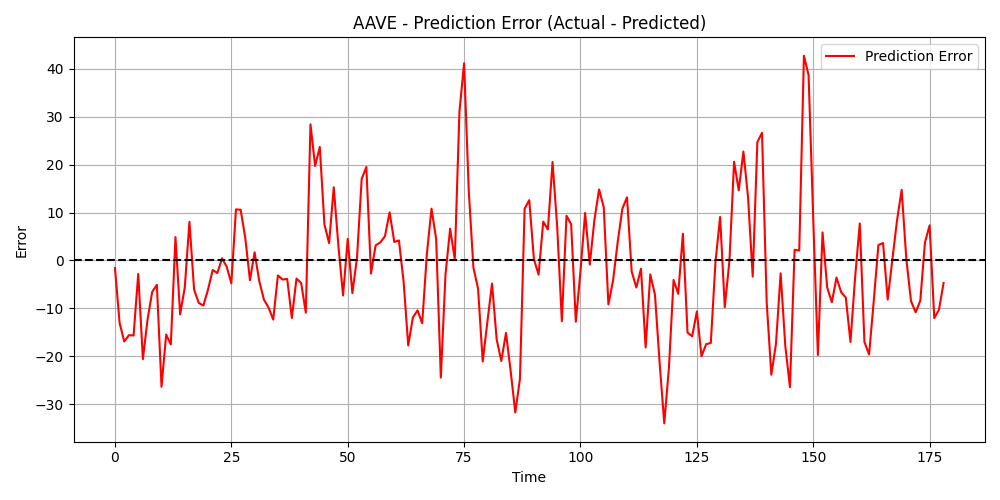 AAVE - Prediction Error (Actual - Predicted)
Prediction Error
40
30
20
10
0
−10
−20
−30
Error
0 25 50 75 100 125 150 175
Time